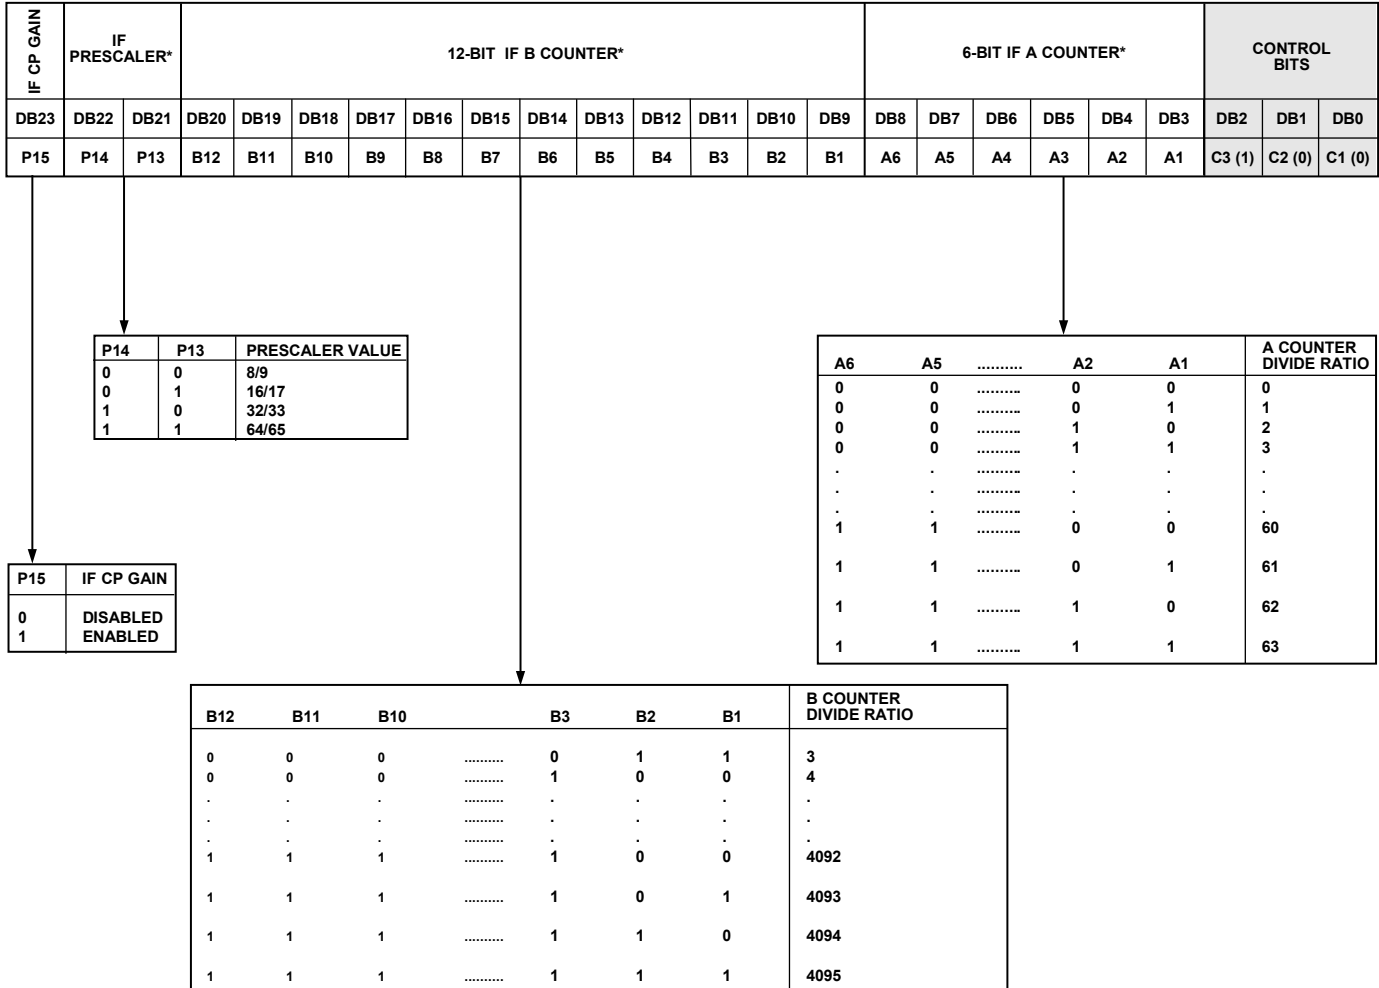 IF CP GAIN
IF PRESCALER*
12-BIT IF B COUNTER*
6-BIT IF A COUNTER*
CONTROL BITS
DB23 DB22 DB21 DB20 DB19 DB18 DB17 DB16 DB15 DB14 DB13 DB12 DB11 DB10 DB9 DB8 DB7 DB6 DB5 DB4 DB3 DB2 DB1 DB0
P15 P14 P13 B12 B11 B10 B9 B8 B7 B6 B5 B4 B3 B2 B1 A6 A5 A4 A3 A2 A1 C3 (1) C2 (0) C1 (0)
P14 P13 PRESCALER VALUE
0 0 8/9
0 1 16/17
1 0 32/33
1 1 64/65
A6 A5 .......... A2 A1 A COUNTER DIVIDE RATIO
0 0 .......... 0 0 0
0 0 .......... 0 1 1
0 0 .......... 1 0 2
0 0 .......... 1 1 3
. . .......... . . .
. . .......... . . .
. . .......... . . .
1 1 .......... 0 0 60
1 1 .......... 0 1 61
1 1 .......... 1 0 62
1 1 .......... 1 1 63
P15 IF CP GAIN
0 DISABLED
1 ENABLED
B12 B11 B10 B3 B2 B1 B COUNTER DIVIDE RATIO
0 0 0 .......... 0 1 1 3
0 0 0 .......... 1 0 0 4
. . . .......... . . . .
. . . .......... . . . .
. . . .......... . . . .
1 1 1 .......... 1 0 0 4092
1 1 1 .......... 1 0 1 4093
1 1 1 .......... 1 1 0 4094
1 1 1 .......... 1 1 1 4095